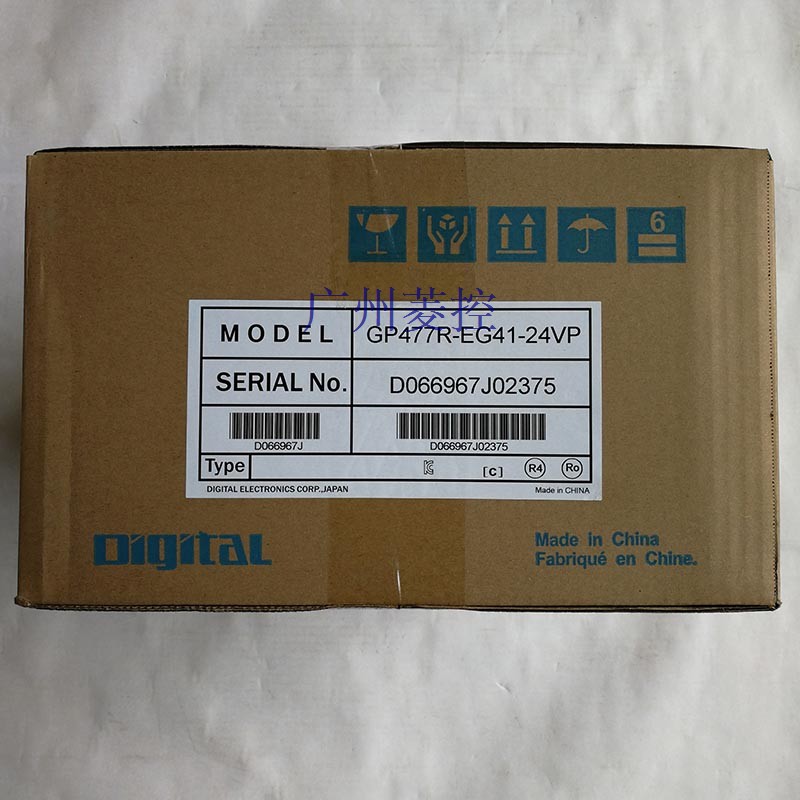 6
广州菱控
MODEL GP477R-EG41-24VP
SERIAL No. D066967J02375
D066967J D066967J02375
Type [c] R4 Ro
DIGITAL ELECTRONICS CORP.,JAPAN Made in CHINA
Digital
Made in China
Fabriqué en Chine.